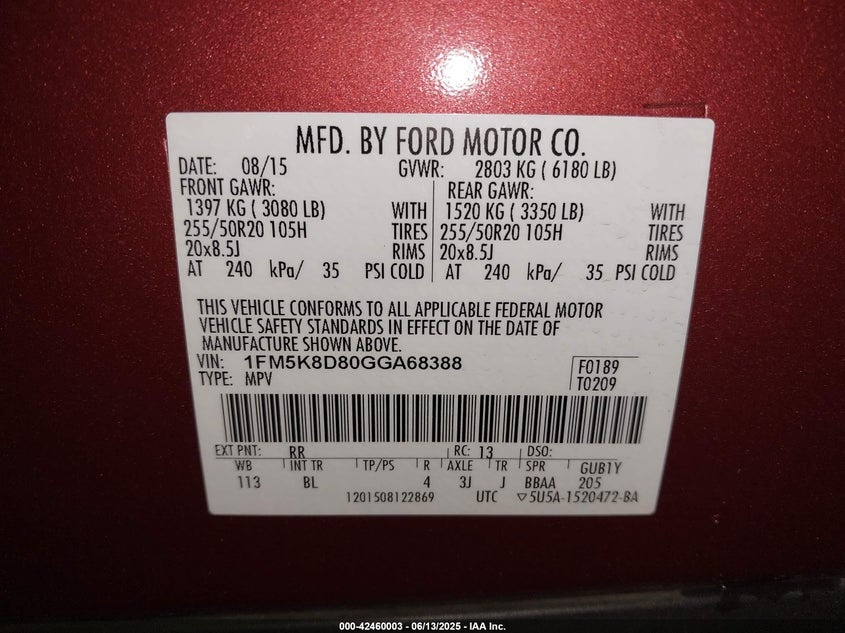 MFD. BY FORD MOTOR CO.
DATE: 08/15 GVWR: 2803 KG ( 6180 LB)
FRONT GAWR: REAR GAWR:
1397 KG ( 3080 LB) WITH 1520 KG ( 3350 LB) WITH
255/50R20 105H TIRES 255/50R20 105H TIRES
20x8.5J RIMS 20x8.5J RIMS
AT 240 kPa/ 35 PSI COLD AT 240 kPa/ 35 PSI COLD
THIS VEHICLE CONFORMS TO ALL APPLICABLE FEDERAL MOTOR
VEHICLE SAFETY STANDARDS IN EFFECT ON THE DATE OF
MANUFACTURE SHOWN ABOVE.
VIN: 1FM5K8D80GGA68388 F0189
TYPE: MPV T0209
EXT PNT: RR RC: 13 DSO:
WB INT TR TP/PS R AXLE TR SPR GUB1Y
113 BL 4 3J J BBAA 205
1201508122869 UTC ▽5U5A-1520472-BA
000-42460003 - 06/13/2025 - IAA Inc.